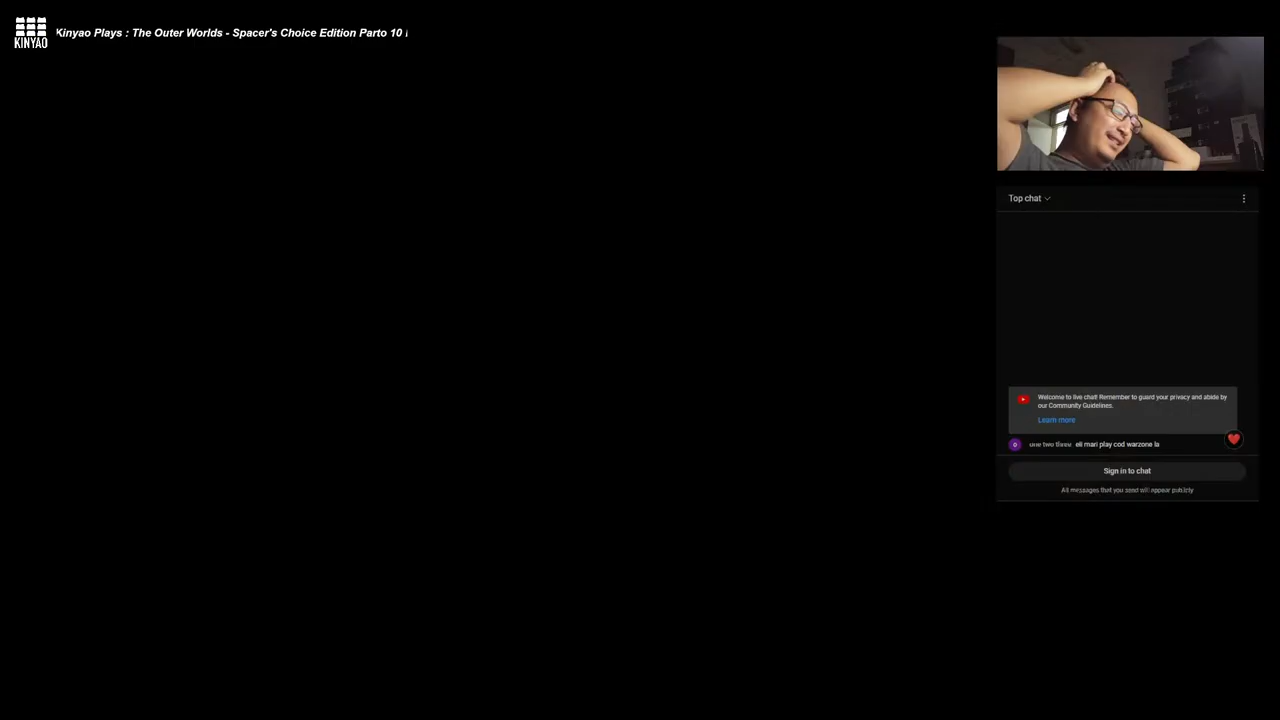 KINYAO
Kinyao Plays : The Outer Worlds - Spacer's Choice Edition Parto 10
Top chat
Welcome to live chat! Remember to guard your privacy and abide by
our Community Guidelines.
Learn more
one two three eli mari play cod warzone la
Sign in to chat
All messages that you send will appear publicly